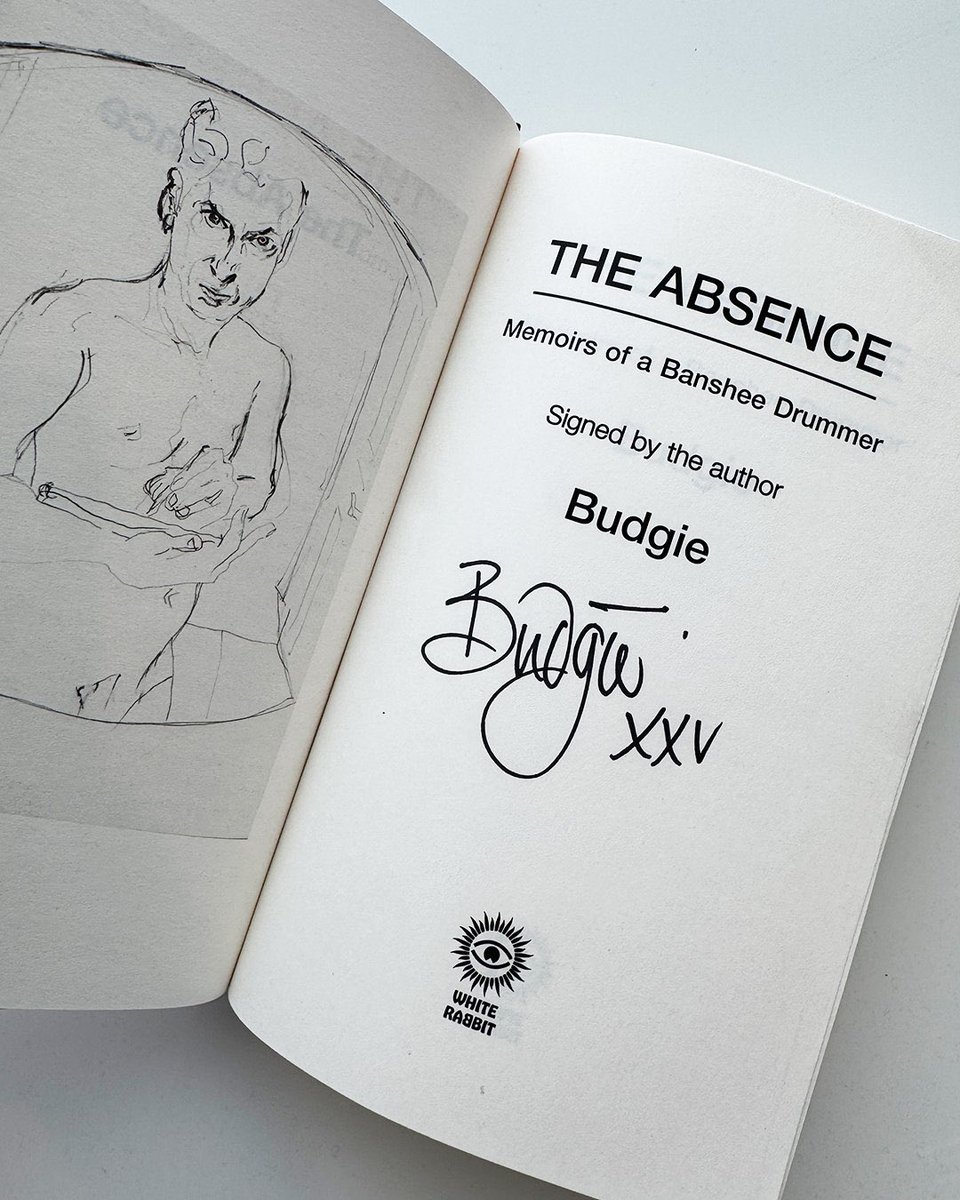 THE ABSENCE
Memoirs of a Banshee Drummer
Signed by the author
Budgie
Budgie
xxv
WHITE
RABBIT